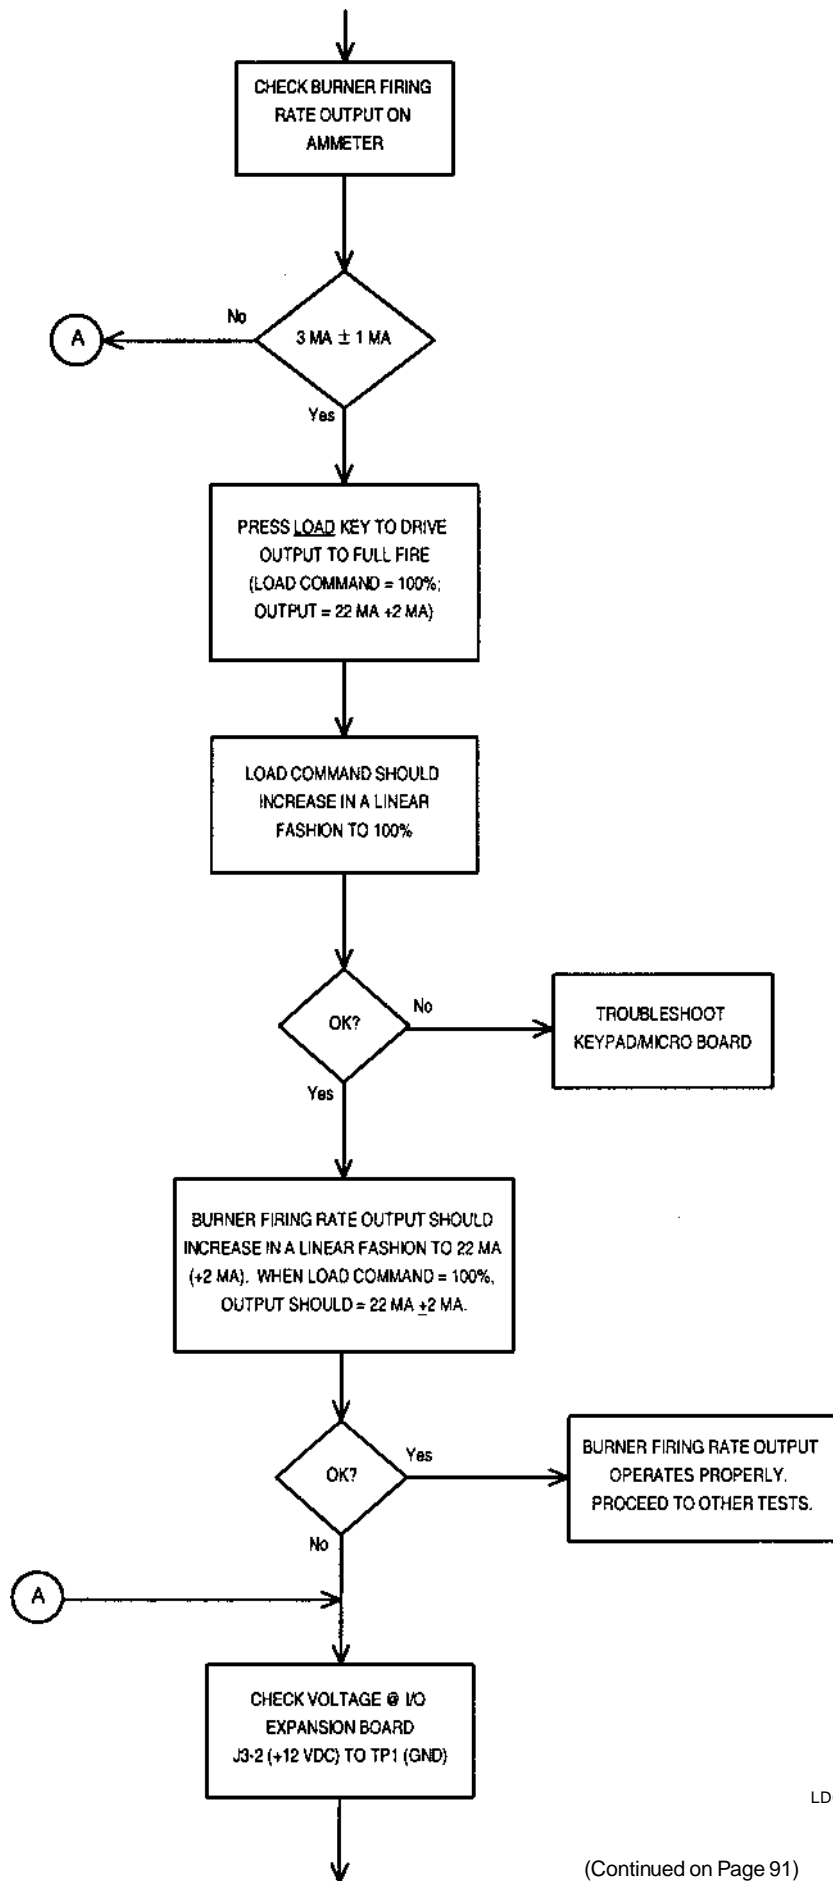 CHECK BURNER FIRING
RATE OUTPUT ON
AMMETER
No
A
3 MA ± 1 MA
Yes
PRESS LOAD KEY TO DRIVE
OUTPUT TO FULL FIRE
(LOAD COMMAND = 100%;
OUTPUT = 22 MA +2 MA)
LOAD COMMAND SHOULD
INCREASE IN A LINEAR
FASHION TO 100%
OK?
No
TROUBLESHOOT
KEYPAD/MICRO BOARD
Yes
BURNER FIRING RATE OUTPUT SHOULD
INCREASE IN A LINEAR FASHION TO 22 MA
(+2 MA). WHEN LOAD COMMAND = 100%,
OUTPUT SHOULD = 22 MA ±2 MA.
OK?
Yes
BURNER FIRING RATE OUTPUT
OPERATES PROPERLY.
PROCEED TO OTHER TESTS.
No
A
CHECK VOLTAGE @ I/O
EXPANSION BOARD
J3-2 (+12 VDC) TO TP1 (GND)
LD
(Continued on Page 91)